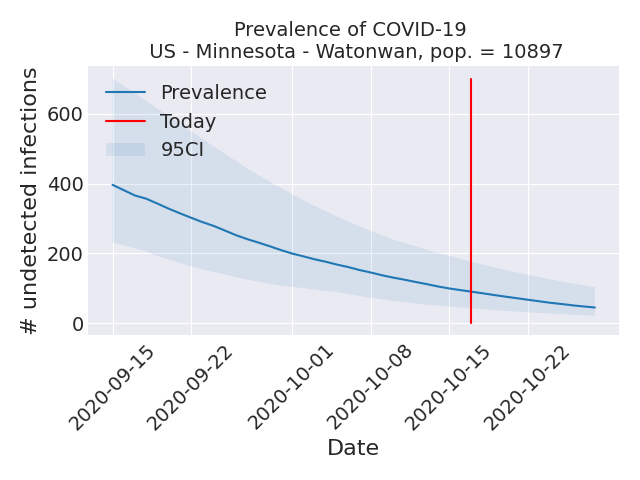 Prevalence of COVID-19
US - Minnesota - Watonwan, pop. = 10897
# undetected infections
600
400
200
0
Prevalence
Today
95CI
2020-09-15
2020-09-22
2020-10-01
2020-10-08
2020-10-15
2020-10-22
Date